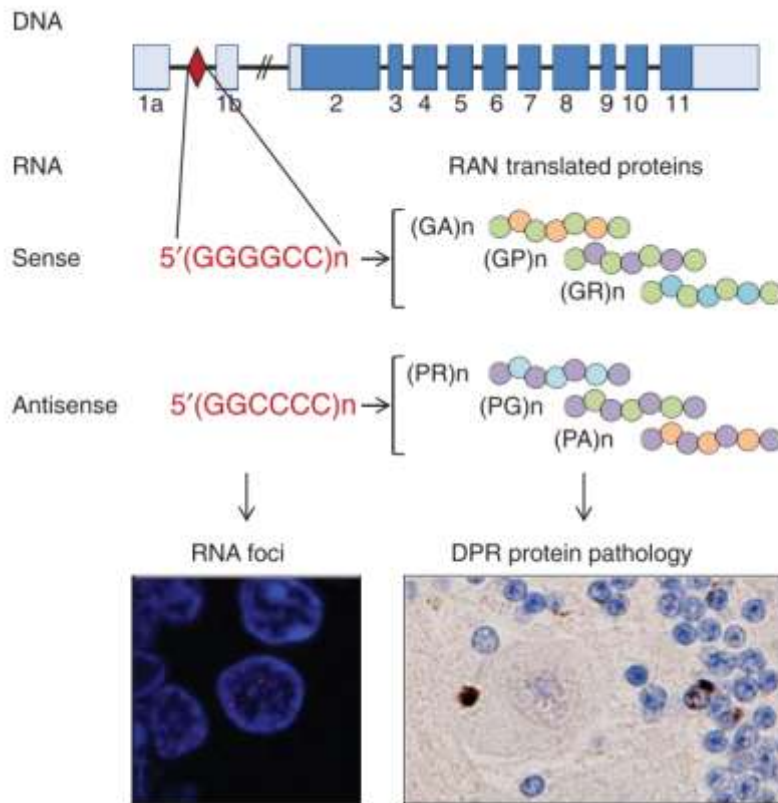 DNA
1a 1b 2 3 4 5 6 7 8 9 10 11
RNA RAN translated proteins
(GA)n
Sense 5′(GGGGCC)n (GP)n
(GR)n
(PR)n
Antisense 5′(GGCCCC)n (PG)n
(PA)n
RNA foci DPR protein pathology